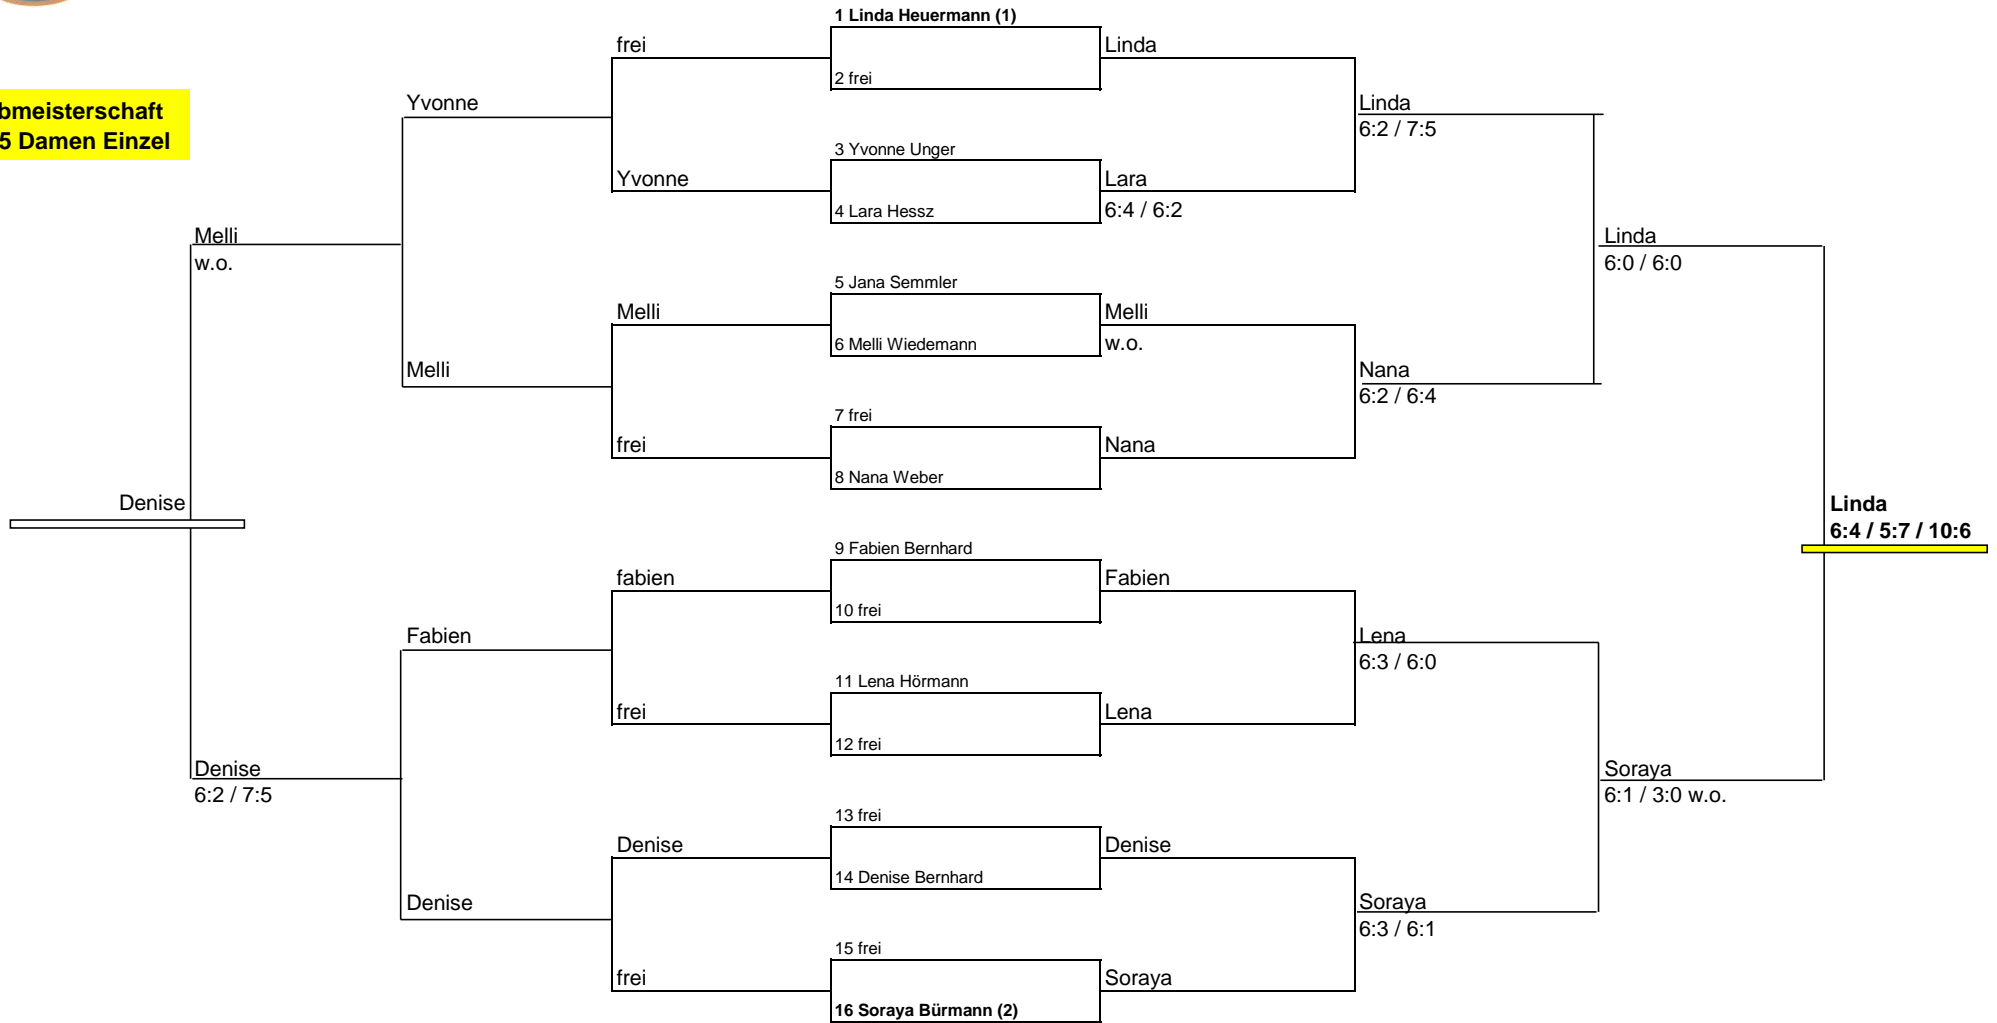 1 Linda Heuermann (1)
frei
Linda
2 frei
bmeisterschaft
5 Damen Einzel
Yvonne
Linda
6:2 / 7:5
3 Yvonne Unger
Yvonne
Lara
4 Lara Hessz
6:4 / 6:2
Melli
w.o.
Linda
6:0 / 6:0
5 Jana Semmler
Melli
Melli
6 Melli Wiedemann
w.o.
Melli
Nana
6:2 / 6:4
7 frei
frei
Nana
8 Nana Weber
Denise
Linda
6:4 / 5:7 / 10:6
9 Fabien Bernhard
fabien
Fabien
10 frei
Fabien
Lena
6:3 / 6:0
11 Lena Hörmann
frei
Lena
12 frei
Denise
6:2 / 7:5
Soraya
6:1 / 3:0 w.o.
13 frei
Denise
Denise
14 Denise Bernhard
Denise
Soraya
6:3 / 6:1
15 frei
frei
Soraya
16 Soraya Bürmann (2)